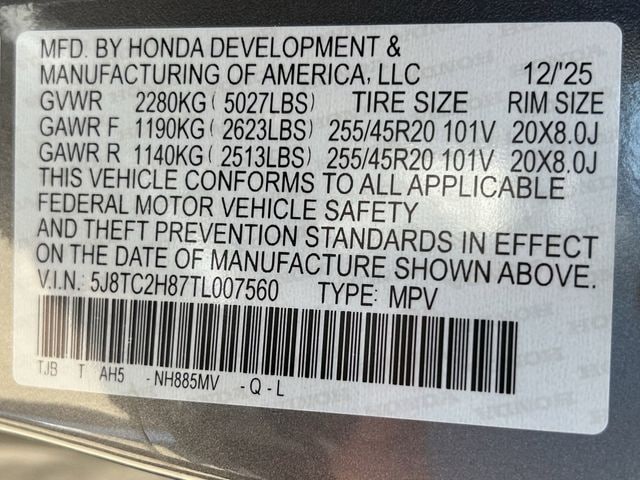 MFD. BY HONDA DEVELOPMENT &
MANUFACTURING OF AMERICA, LLC 12/'25
GVWR 2280KG ( 5027LBS) TIRE SIZE RIM SIZE
GAWR F 1190KG ( 2623LBS) 255/45R20 101V 20X8.0J
GAWR R 1140KG ( 2513LBS) 255/45R20 101V 20X8.0J
THIS VEHICLE CONFORMS TO ALL APPLICABLE
FEDERAL MOTOR VEHICLE SAFETY
AND THEFT PREVENTION STANDARDS IN EFFECT
ON THE DATE OF MANUFACTURE SHOWN ABOVE.
V.I.N.: 5J8TC2H87TL007560 TYPE: MPV
TJB T AH5 - NH885MV - Q - L